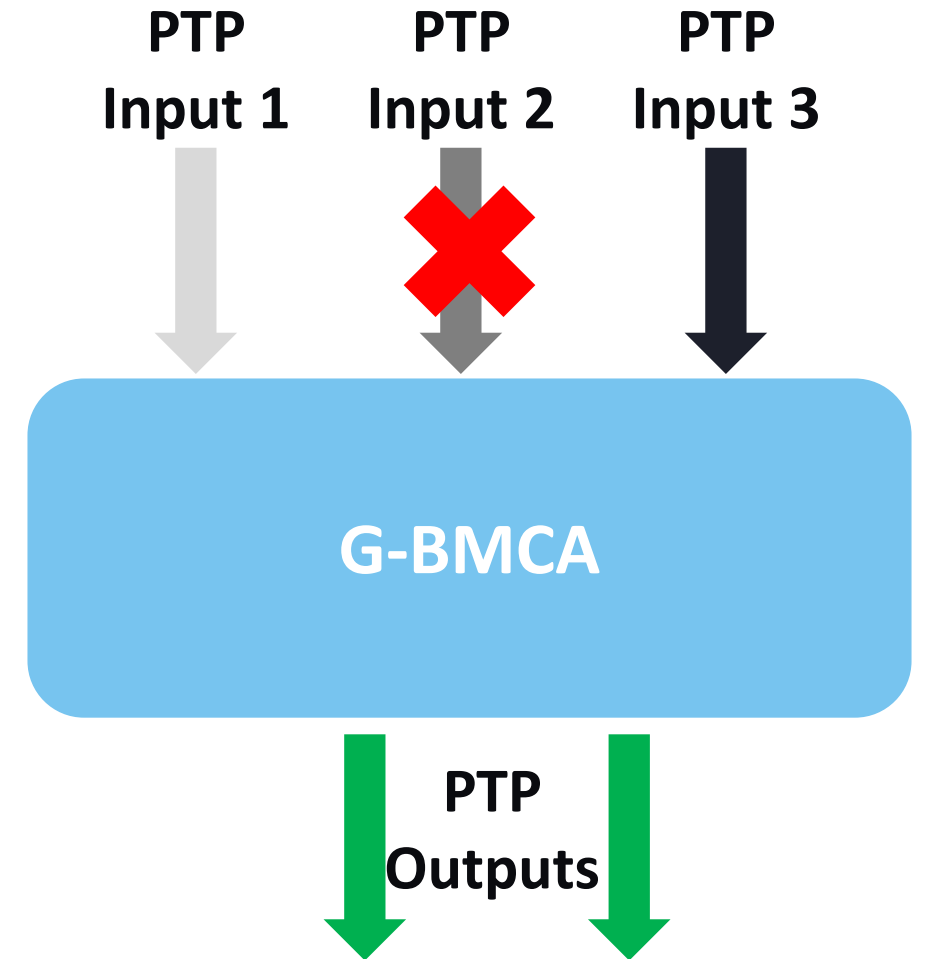 PTP
Input 1
PTP
Input 2
PTP
Input 3
G-BMCA
PTP
Outputs